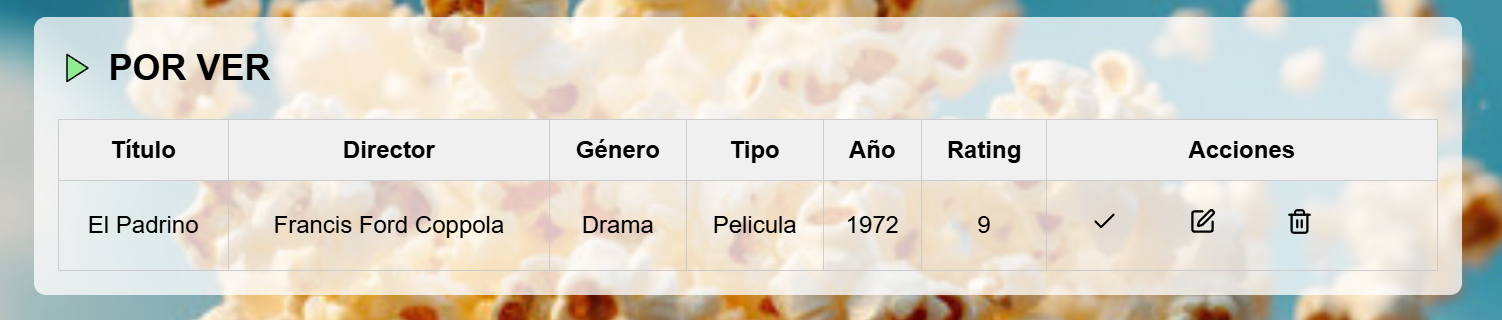 POR VER
Título Director Género Tipo Año Rating Acciones
El Padrino Francis Ford Coppola Drama Pelicula 1972 9